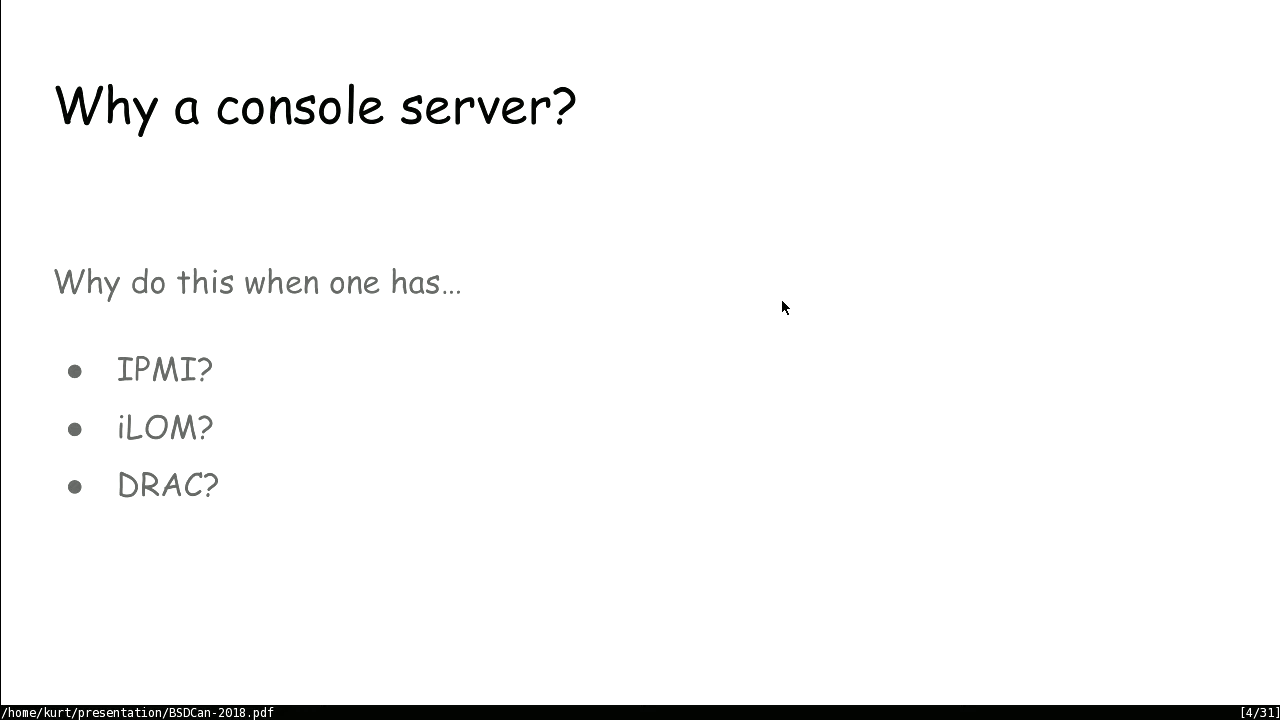 Why a console server?
Why do this when one has...
● IPMI?
● iLOM?
● DRAC?
/home/kurt/presentation/BSDCan-2018.pdf [4/31]